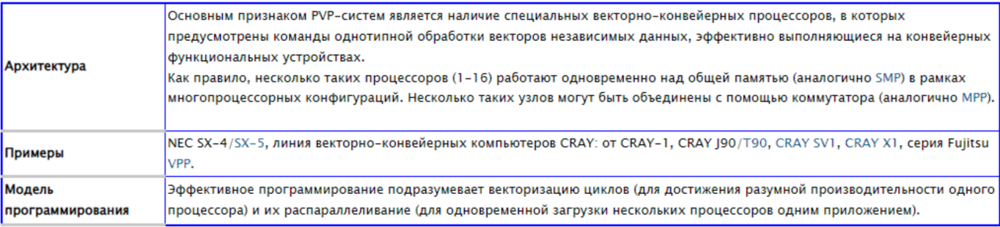 Архитектура
Основным признаком PVP-систем является наличие специальных векторно-конвейерных процессоров, в которых
предусмотрены команды однотипной обработки векторов независимых данных, эффективно выполняющиеся на конвейерных
функциональных устройствах.
Как правило, несколько таких процессоров (1-16) работают одновременно над общей памятью (аналогично SMP) в рамках
многопроцессорных конфигураций. Несколько таких узлов могут быть объединены с помощью коммутатора (аналогично MPP).
Примеры
NEC SX-4/SX-5, линия векторно-конвейерных компьютеров CRAY: от CRAY-1, CRAY J90/T90, CRAY SV1, CRAY X1, серия Fujitsu
VPP.
Модель
программирования
Эффективное программирование подразумевает векторизацию циклов (для достижения разумной производительности одного
процессора) и их распараллеливание (для одновременной загрузки нескольких процессоров одним приложением).